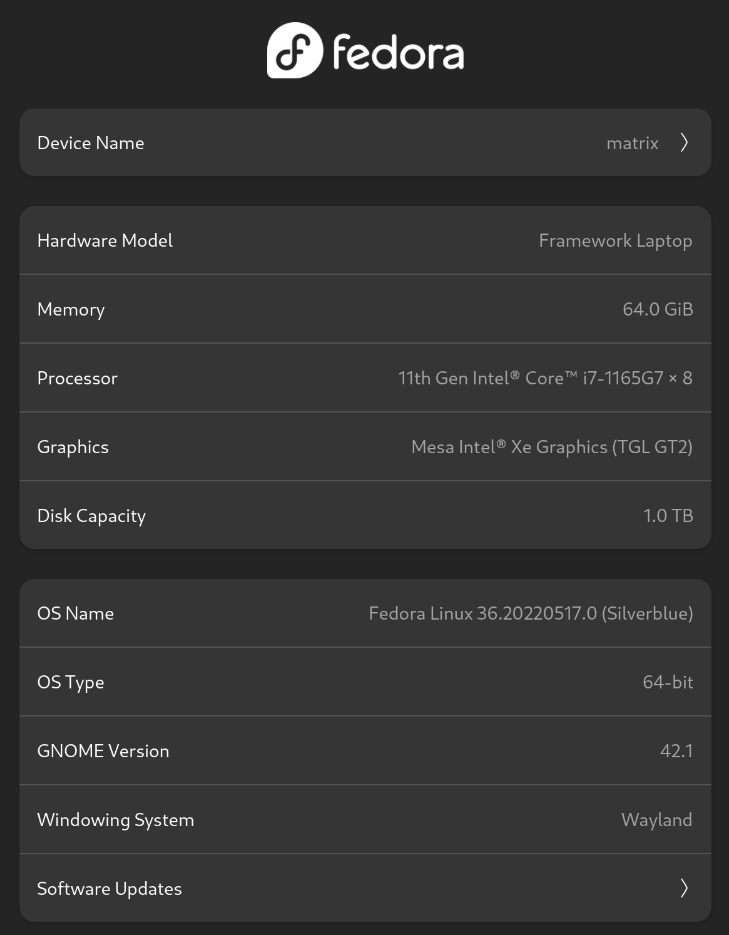 fedora
Device Name matrix
Hardware Model Framework Laptop
Memory 64.0 GiB
Processor 11th Gen Intel® Core™ i7-1165G7 × 8
Graphics Mesa Intel® Xe Graphics (TGL GT2)
Disk Capacity 1.0 TB
OS Name Fedora Linux 36.20220517.0 (Silverblue)
OS Type 64-bit
GNOME Version 42.1
Windowing System Wayland
Software Updates